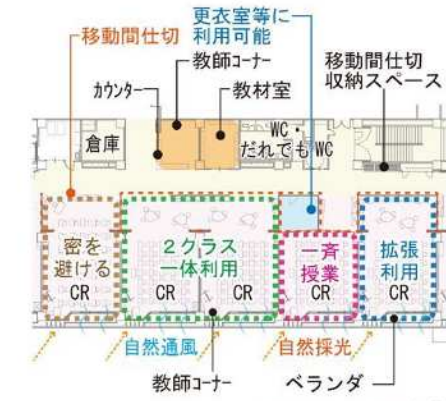 更衣室等に
利用可能
移動間仕切
教師コーナー
カウンター
教材室
移動間仕切
収納スペース
倉庫
WC・
だれでもWC
密を
避ける
CR
2クラス
一体利用
CR
CR
一斉
授業
CR
拡張
利用
CR
自然通風
自然採光
教師コーナー
ベランダ